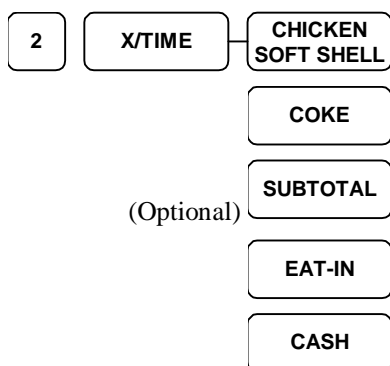 2 X/TIME CHICKEN
SOFT SHELL
COKE
(Optional) SUBTOTAL
EAT-IN
CASH